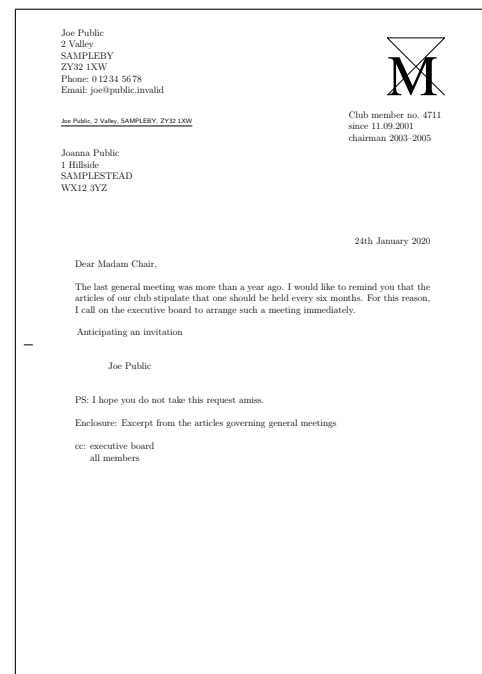 Joe Public
2 Valley
SAMPLEBY
ZY32 1XW
Phone: 0 12 34 56 78
Email: joe@public.invalid
M
Club member no. 4711
since 11.09.2001
chairman 2003–2005
Joe Public, 2 Valley, SAMPLEBY, ZY32 1XW
Joanna Public
1 Hillside
SAMPLESTEAD
WX12 3YZ
24th January 2020
Dear Madam Chair,
The last general meeting was more than a year ago. I would like to remind you that the
articles of our club stipulate that one should be held every six months. For this reason,
I call on the executive board to arrange such a meeting immediately.
Anticipating an invitation
Joe Public
PS: I hope you do not take this request amiss.
Enclosure: Excerpt from the articles governing general meetings
cc: executive board
all members